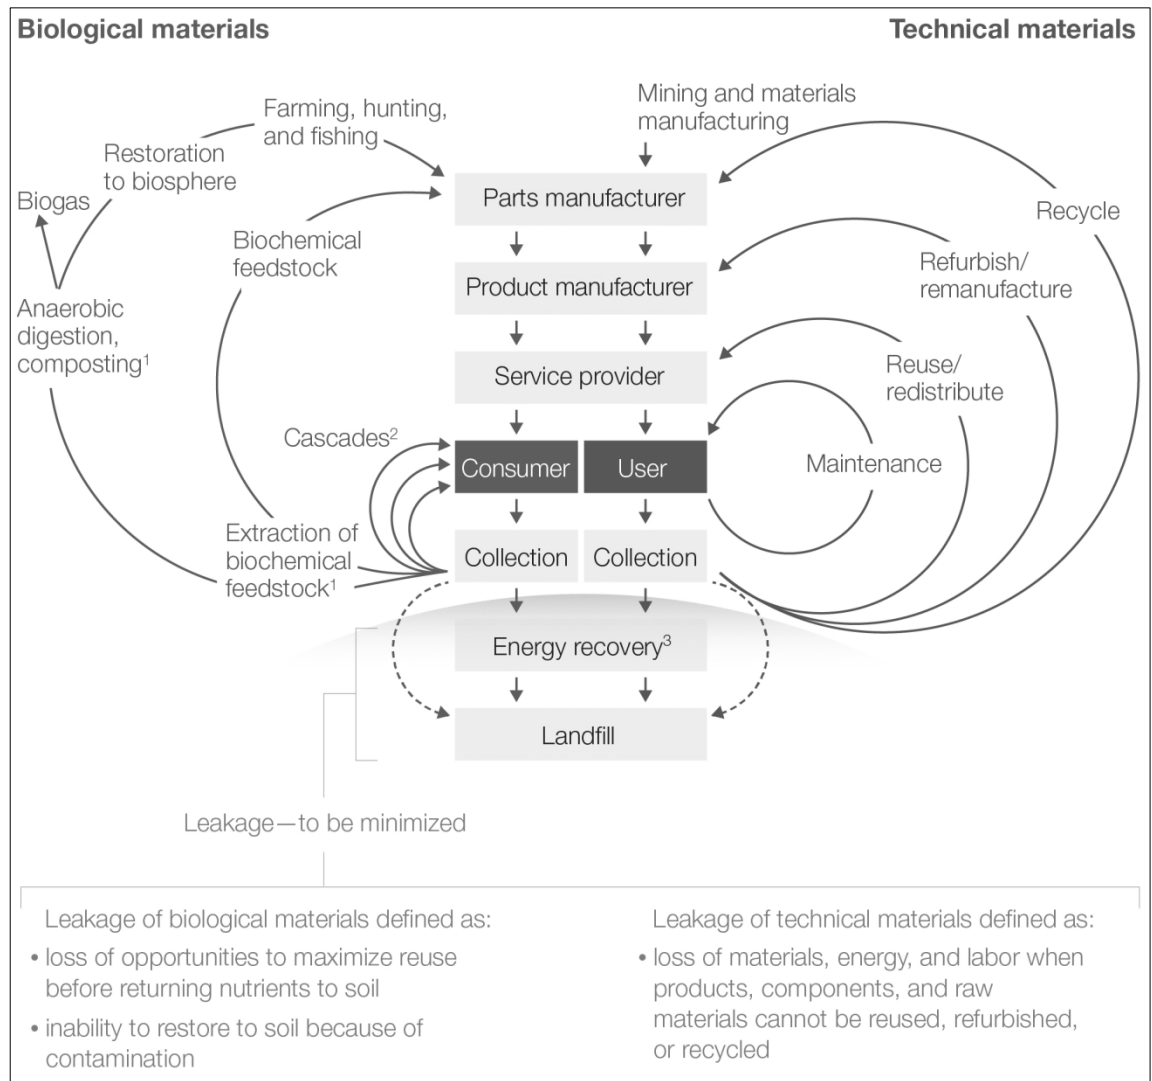 Biological materials
Technical materials
Mining and materials
manufacturing
Farming, hunting,
and fishing
Restoration
to biosphere
Biogas
Parts manufacturer
Recycle
Biochemical
feedstock
Product manufacturer
Refurbish/
remanufacture
Anaerobic
digestion,
composting¹
Service provider
Reuse/
redistribute
Cascades²
Consumer
User
Maintenance
Extraction of
biochemical
feedstock¹
Collection
Collection
Energy recovery³
Landfill
Leakage—to be minimized
Leakage of biological materials defined as:
• loss of opportunities to maximize reuse
before returning nutrients to soil
• inability to restore to soil because of
contamination
Leakage of technical materials defined as:
• loss of materials, energy, and labor when
products, components, and raw
materials cannot be reused, refurbished,
or recycled